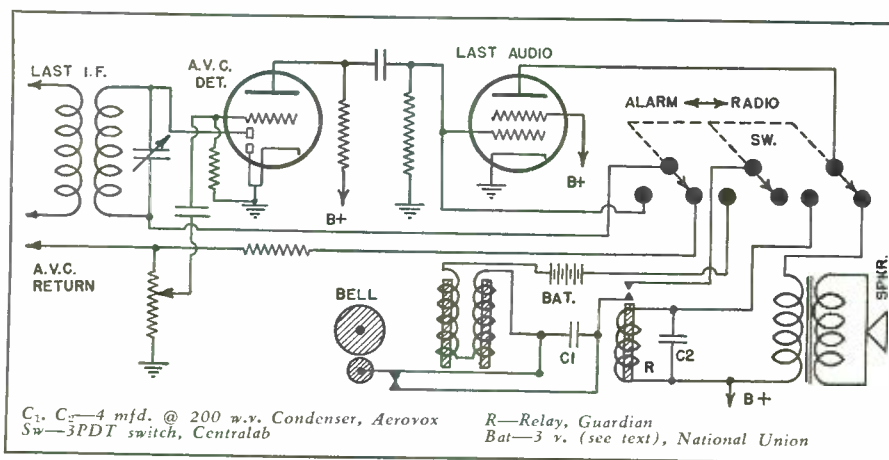 LAST I.F.
A.V.C.
DET.
LAST AUDIO
ALARM RADIO
SW.
B+
B+
A.V.C.
RETURN
BELL
BAT.
C1
R
C2
SPKR.
B+
C1. C2—4 mfd. @ 200 w.v. Condenser, Aerovox
Sw—3PDT switch, Centralab
R—Relay, Guardian
Bat—3 v. (see text), National Union